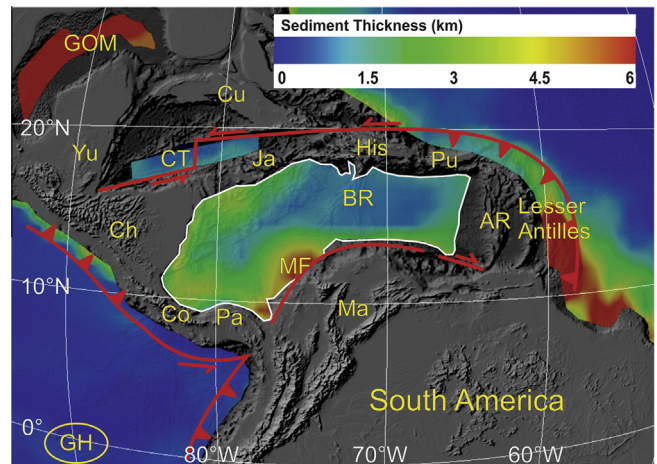 Sediment Thickness (km)
0 1.5 3 4.5 6
GOM
Cu
20°N
Yu
CT
Ja
His
Pu
BR
AR
Lesser
Antilles
Ch
MF
10°N
Co
Pa
Ma
South America
0°
GH
80°W
70°W
60°W